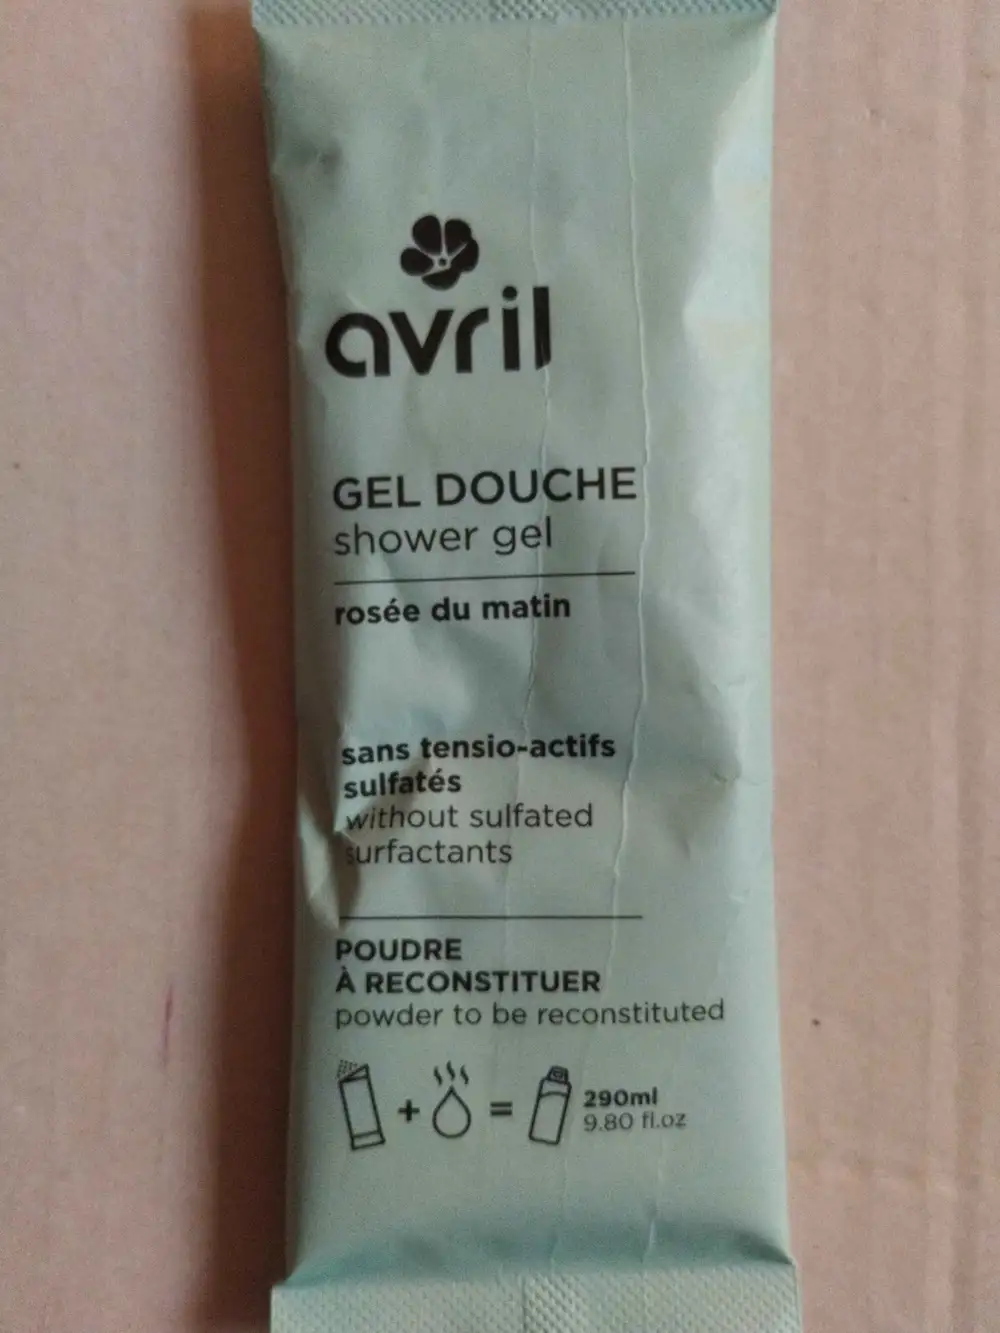 avril
GEL DOUCHE
shower gel
rosée du matin
sans tensio-actifs
sulfatés
without sulfated
surfactants
POUDRE
À RECONSTITUER
powder to be reconstituted
+ = 290ml
9.80 fl.oz